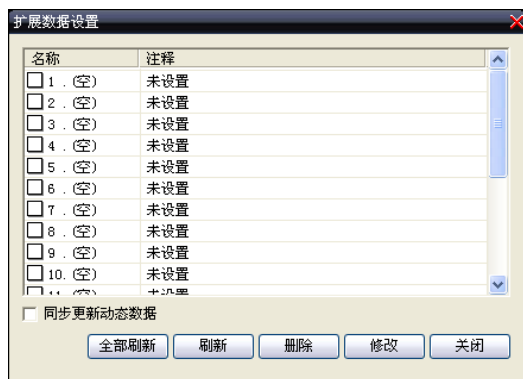 扩展数据设置
名称 注释
1 . (空) 未设置
2 . (空) 未设置
3 . (空) 未设置
4 . (空) 未设置
5 . (空) 未设置
6 . (空) 未设置
7 . (空) 未设置
8 . (空) 未设置
9 . (空) 未设置
10. (空) 未设置
同步更新动态数据
全部刷新 刷新 删除 修改 关闭